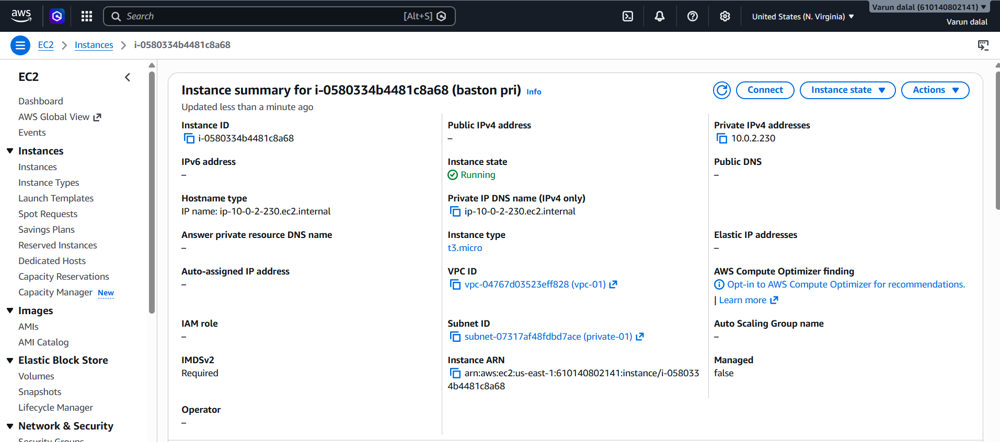 aws
Search
[Alt+S]
United States (N. Virginia)
Varun dalal (610140802141)
Varun dalal
EC2
Instances
i-0580334b4481c8a68
EC2
Dashboard
AWS Global View
Events
Instances
Instances
Instance Types
Launch Templates
Spot Requests
Savings Plans
Reserved Instances
Dedicated Hosts
Capacity Reservations
Capacity Manager New
Images
AMIs
AMI Catalog
Elastic Block Store
Volumes
Snapshots
Lifecycle Manager
Network & Security
Security Groups
Instance summary for i-0580334b4481c8a68 (baston pri) Info
Updated less than a minute ago
Connect
Instance state
Actions
Instance ID
i-0580334b4481c8a68
Public IPv4 address
–
Private IPv4 addresses
10.0.2.230
IPv6 address
–
Instance state
Running
Public DNS
–
Hostname type
IP name: ip-10-0-2-230.ec2.internal
Private IP DNS name (IPv4 only)
ip-10-0-2-230.ec2.internal
Answer private resource DNS name
–
Instance type
t3.micro
Elastic IP addresses
–
Auto-assigned IP address
–
VPC ID
vpc-04767d03523eff828 (vpc-01)
AWS Compute Optimizer finding
Opt-in to AWS Compute Optimizer for recommendations.
| Learn more
IAM role
–
Subnet ID
subnet-07317af48fdbd7ace (private-01)
Auto Scaling Group name
–
IMDSv2
Required
Instance ARN
arn:aws:ec2:us-east-1:610140802141:instance/i-058033
4b4481c8a68
Managed
false
Operator
–